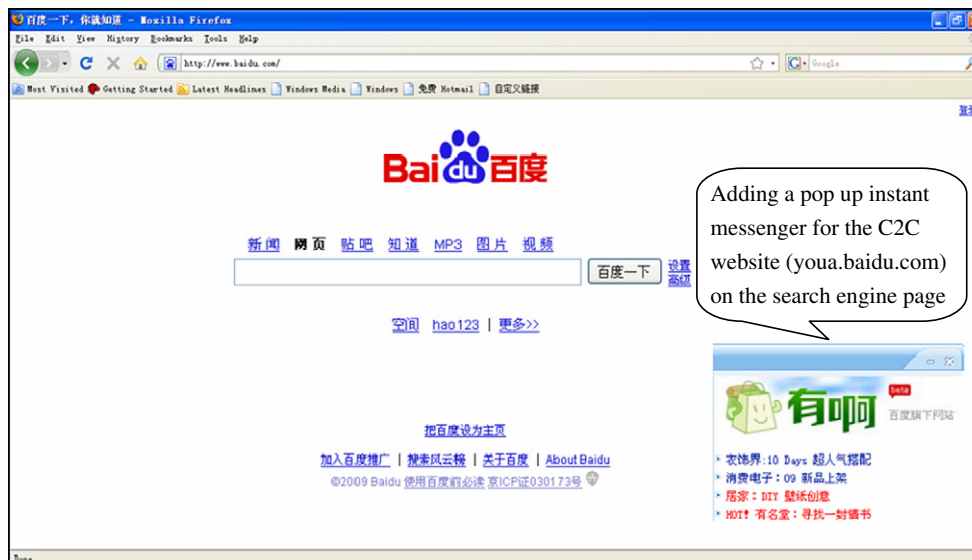 百度一下，你就知道 - Mozilla Firefox
File Edit View History Bookmarks Tools Help
http://www.baidu.com/
Google
Most Visited Getting Started Latest Headlines Windows Media Windows 免费 Hotmail 自定义链接
Bai du 百度
Adding a pop up instant
messenger for the C2C
website (youa.baidu.com)
on the search engine page
新闻 网页 贴吧 知道 MP3 图片 视频
百度一下
设置
高级
空间 hao123 | 更多>>
有啊
beta
百度旗下网站
把百度设为主页
加入百度推广 | 搜索风云榜 | 关于百度 | About Baidu
©2009 Baidu 使用百度前必读 京ICP证030173号
衣饰界:10 Days 超人气搭配
消费电子：09 新品上架
居家：DIY 壁纸创意
HOT! 有名堂：寻找一封情书
Done